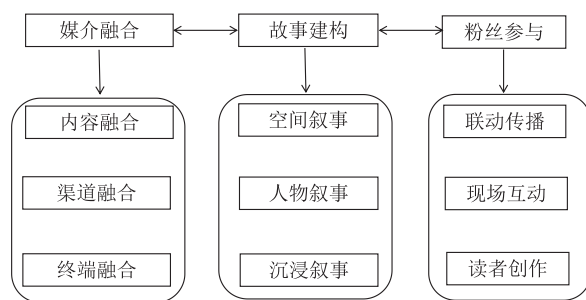 媒介融合
故事建构
粉丝参与
内容融合
空间叙事
联动传播
渠道融合
人物叙事
现场互动
终端融合
沉浸叙事
读者创作